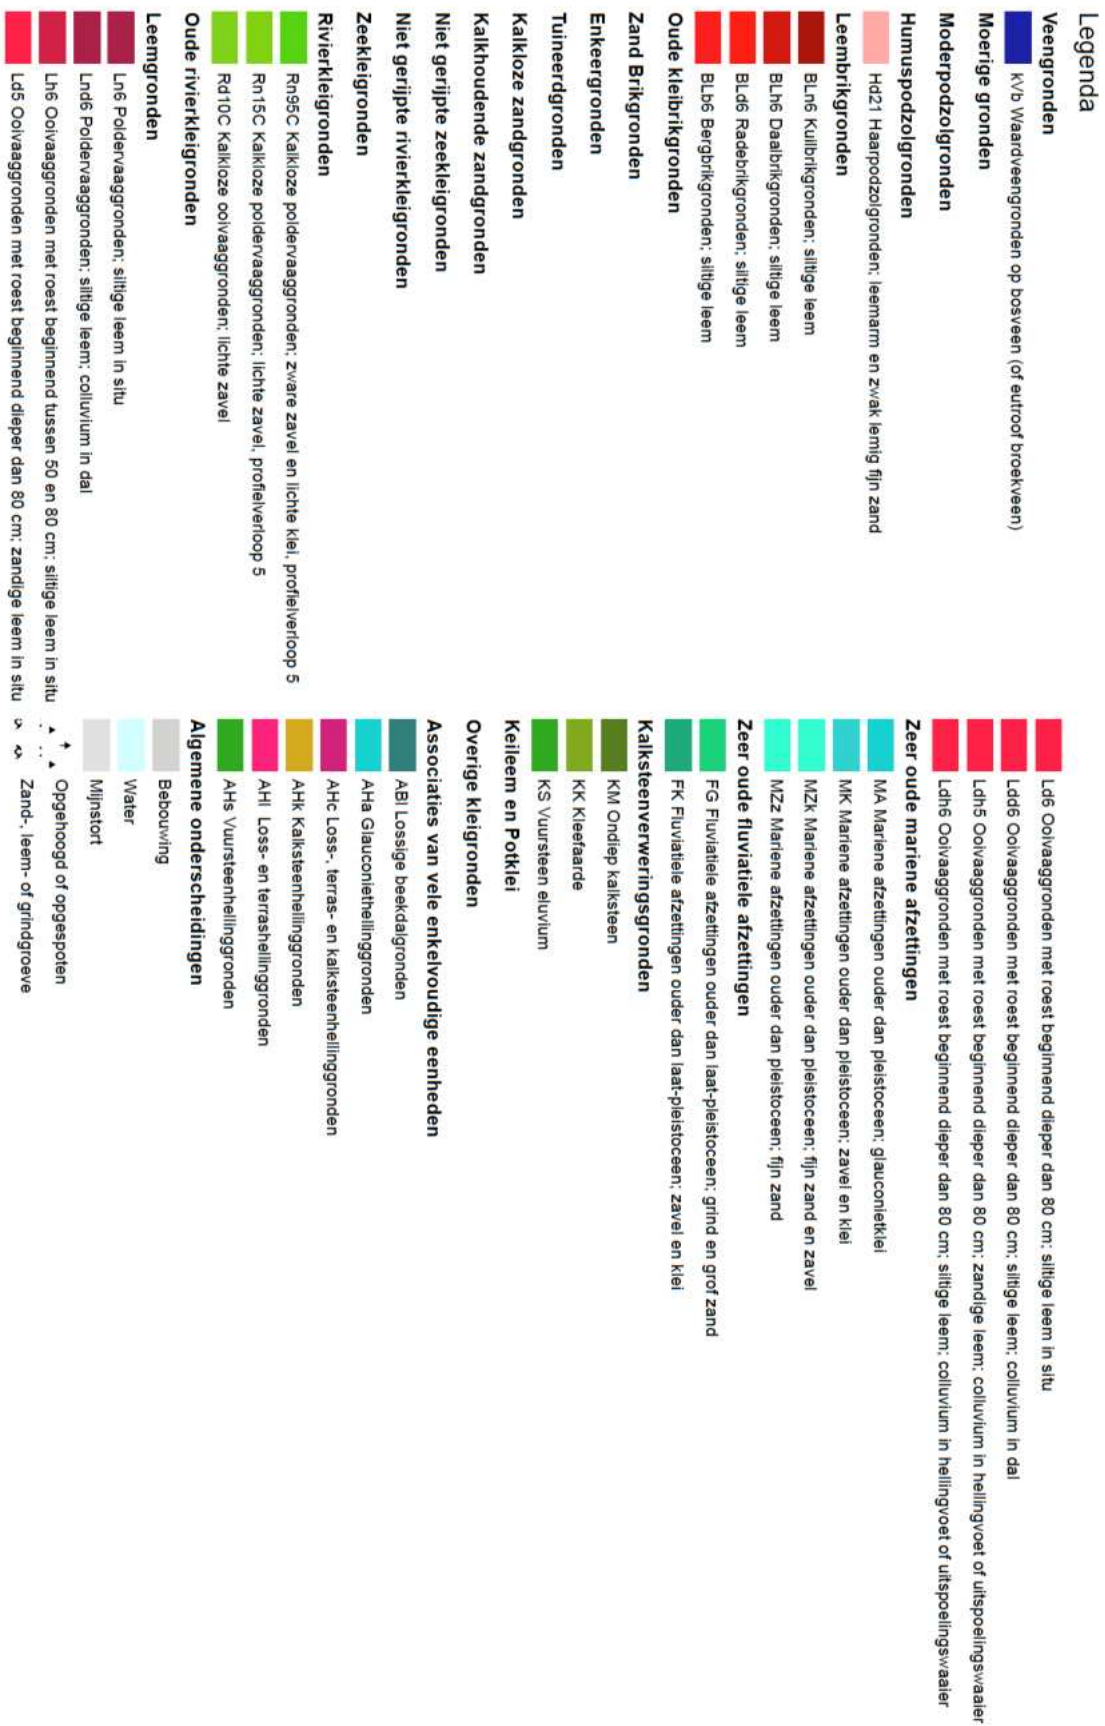 Legenda
Veengronden
kVb Waardveengronden op bosveen (of eutroof broekveen)
Moerige gronden
Moderpodzolgronden
Humuspodzolgronden
Hd21 Haarpodzolgronden; leemarm en zwak lemig fijn zand
Leembrikgronden
BLn6 Kuilbrikgronden; siltige leem
BLh6 Daalbrikgronden; siltige leem
BLd6 Radebrikgronden; siltige leem
BLb6 Bergbrikgronden; siltige leem
Oude kleibrikgronden
Zand Brikgronden
Enkeergronden
Tuineerdgronden
Kalkloze zandgronden
Kalkhoudende zandgronden
Niet gerijpte zeekleigronden
Niet gerijpte rivierkleigronden
Zeekleigronden
Rivierkleigronden
Rn95C Kalkloze poldervaaggronden; zware zavel en lichte klei, profielverloop 5
Rn15C Kalkloze poldervaaggronden; lichte zavel, profielverloop 5
Rd10C Kalkloze ooivaaggronden; lichte zavel
Oude rivierkleigronden
Leemgronden
Ln6 Poldervaaggronden; siltige leem in situ
Lnd6 Poldervaaggronden; siltige leem; colluvium in dal
Lh6 Ooivaaggronden met roest beginnend tussen 50 en 80 cm; siltige leem in situ
Ld5 Ooivaaggronden met roest beginnend dieper dan 80 cm; zandige leem in situ
Ld6 Ooivaaggronden met roest beginnend dieper dan 80 cm; siltige leem in situ
Ldd6 Ooivaaggronden met roest beginnend dieper dan 80 cm; siltige leem; colluvium in dal
Ldh5 Ooivaaggronden met roest beginnend dieper dan 80 cm; zandige leem; colluvium in hellingvoet of uitspoelingswaaier
Ldh6 Ooivaaggronden met roest beginnend dieper dan 80 cm; siltige leem; colluvium in hellingvoet of uitspoelingswaaier
Zeer oude mariene afzettingen
MA Mariene afzettingen ouder dan pleistoceen; glauconietklei
MK Mariene afzettingen ouder dan pleistoceen; zavel en klei
MZk Mariene afzettingen ouder dan pleistoceen; fijn zand en zavel
MZz Mariene afzettingen ouder dan pleistoceen; fijn zand
Zeer oude fluviatiele afzettingen
FG Fluviatiele afzettingen ouder dan laat-pleistoceen; grind en grof zand
FK Fluviatiele afzettingen ouder dan laat-pleistoceen; zavel en klei
Kalksteenverweringsgronden
KM Ondiep kalksteen
KK Kleefaarde
KS Vuursteen eluvium
Keileem en Potklei
Overige kleigronden
Associaties van vele enkelvoudige eenheden
ABl Lossige beekdalgronden
AHa Glauconiethellinggronden
AHc Loss-, terras- en kalksteenhellinggronden
AHk Kalksteenhellinggronden
AHl Loss- en terrashellinggronden
AHs Vuursteenhellinggronden
Algemene onderscheidingen
Bebouwing
Water
Mijnstort
Opgehoogd of opgespoten
Zand-, leem- of grindgroeve